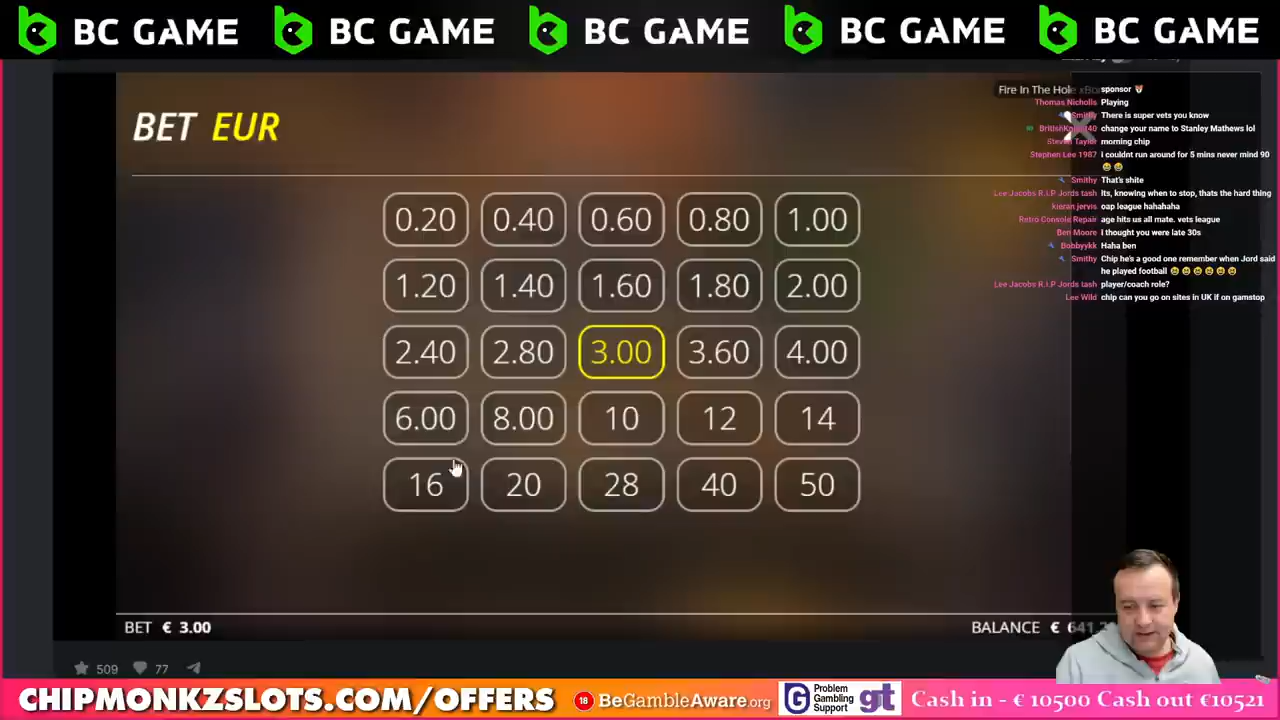 BC GAME BC GAME BC GAME BC GAME BC GAME
Fire In The Hole xBo
BET EUR
0.20 0.40 0.60 0.80 1.00
1.20 1.40 1.60 1.80 2.00
2.40 2.80 3.00 3.60 4.00
6.00 8.00 10 12 14
16 20 28 40 50
BET € 3.00
BALANCE € 641.2
sponsor
Thomas Nicholls Playing
Smithy There is super vets you know
change your name to Stanley Mathews lol
Steven Taylor morning chip
Stephen Lee 1987 i couldnt run around for 5 mins never mind 90
Smithy That's shite
Lee Jacobs R.I.P Jords tash Its, knowing when to stop, thats the hard thing
kieran jervis oap league hahahaha
Retro Console Repair age hits us all mate. vets league
Ben Moore i thought you were late 30s
Bobbyykk Haha ben
Smithy Chip he's a good one remember when Jord said
he played football
Lee Jacobs R.I.P Jords tash player/coach role?
Lee Wild chip can you go on sites in UK if on gamstop
509 77
CHIPMONKZSLOTS.COM/OFFERS
18 BeGambleAware.org
G Problem
Gambling
Support
gt
Cash in - € 10500 Cash out €10521